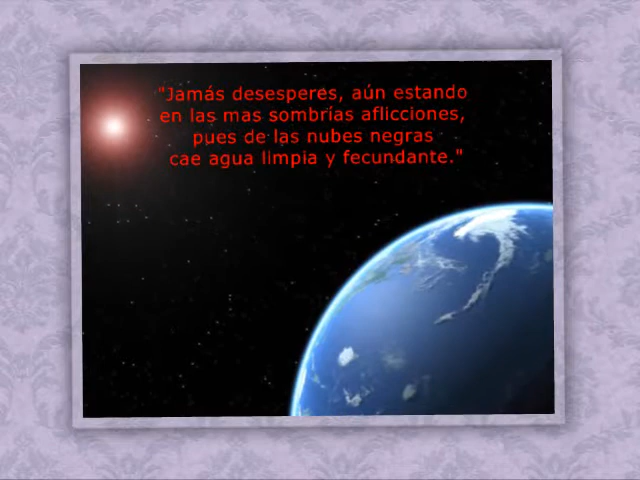 "Jamás desesperes, aún estando
en las mas sombrías aflicciones,
pues de las nubes negras
cae agua limpia y fecundante."